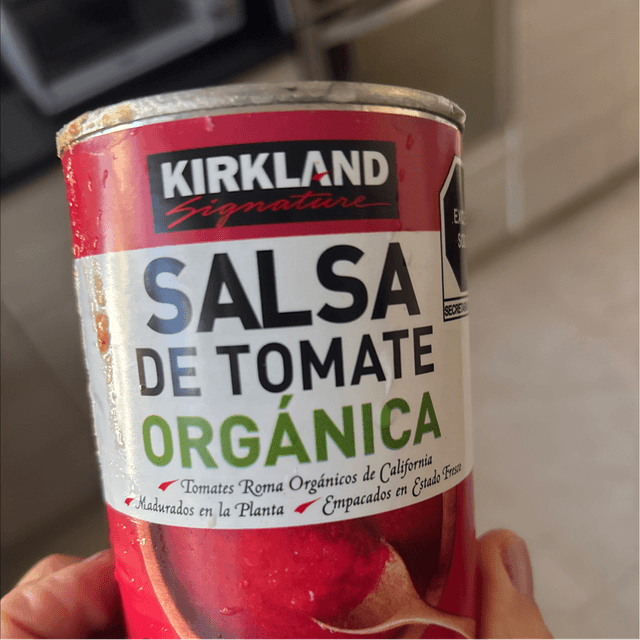 KIRKLAND
Signature
SALSA
DE TOMATE
ORGÁNICA
Tomates Roma Orgánicos de California
Madurados en la Planta Empacados en Estado Fresco